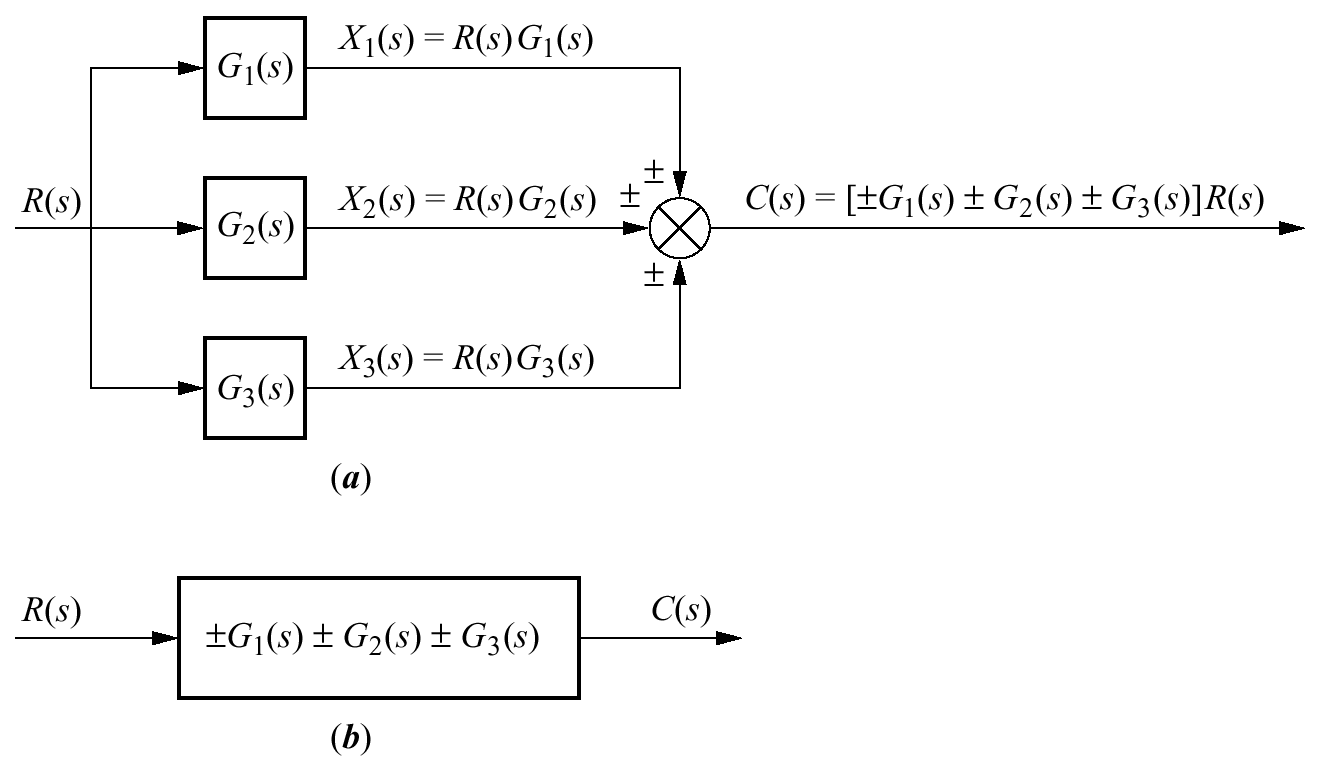 G₁(s)
X₁(s) = R(s)G₁(s)
±
±
R(s)
G₂(s)
X₂(s) = R(s)G₂(s)
C(s) = [±G₁(s) ± G₂(s) ± G₃(s)]R(s)
±
G₃(s)
X₃(s) = R(s)G₃(s)
(a)
R(s)
±G₁(s) ± G₂(s) ± G₃(s)
C(s)
(b)